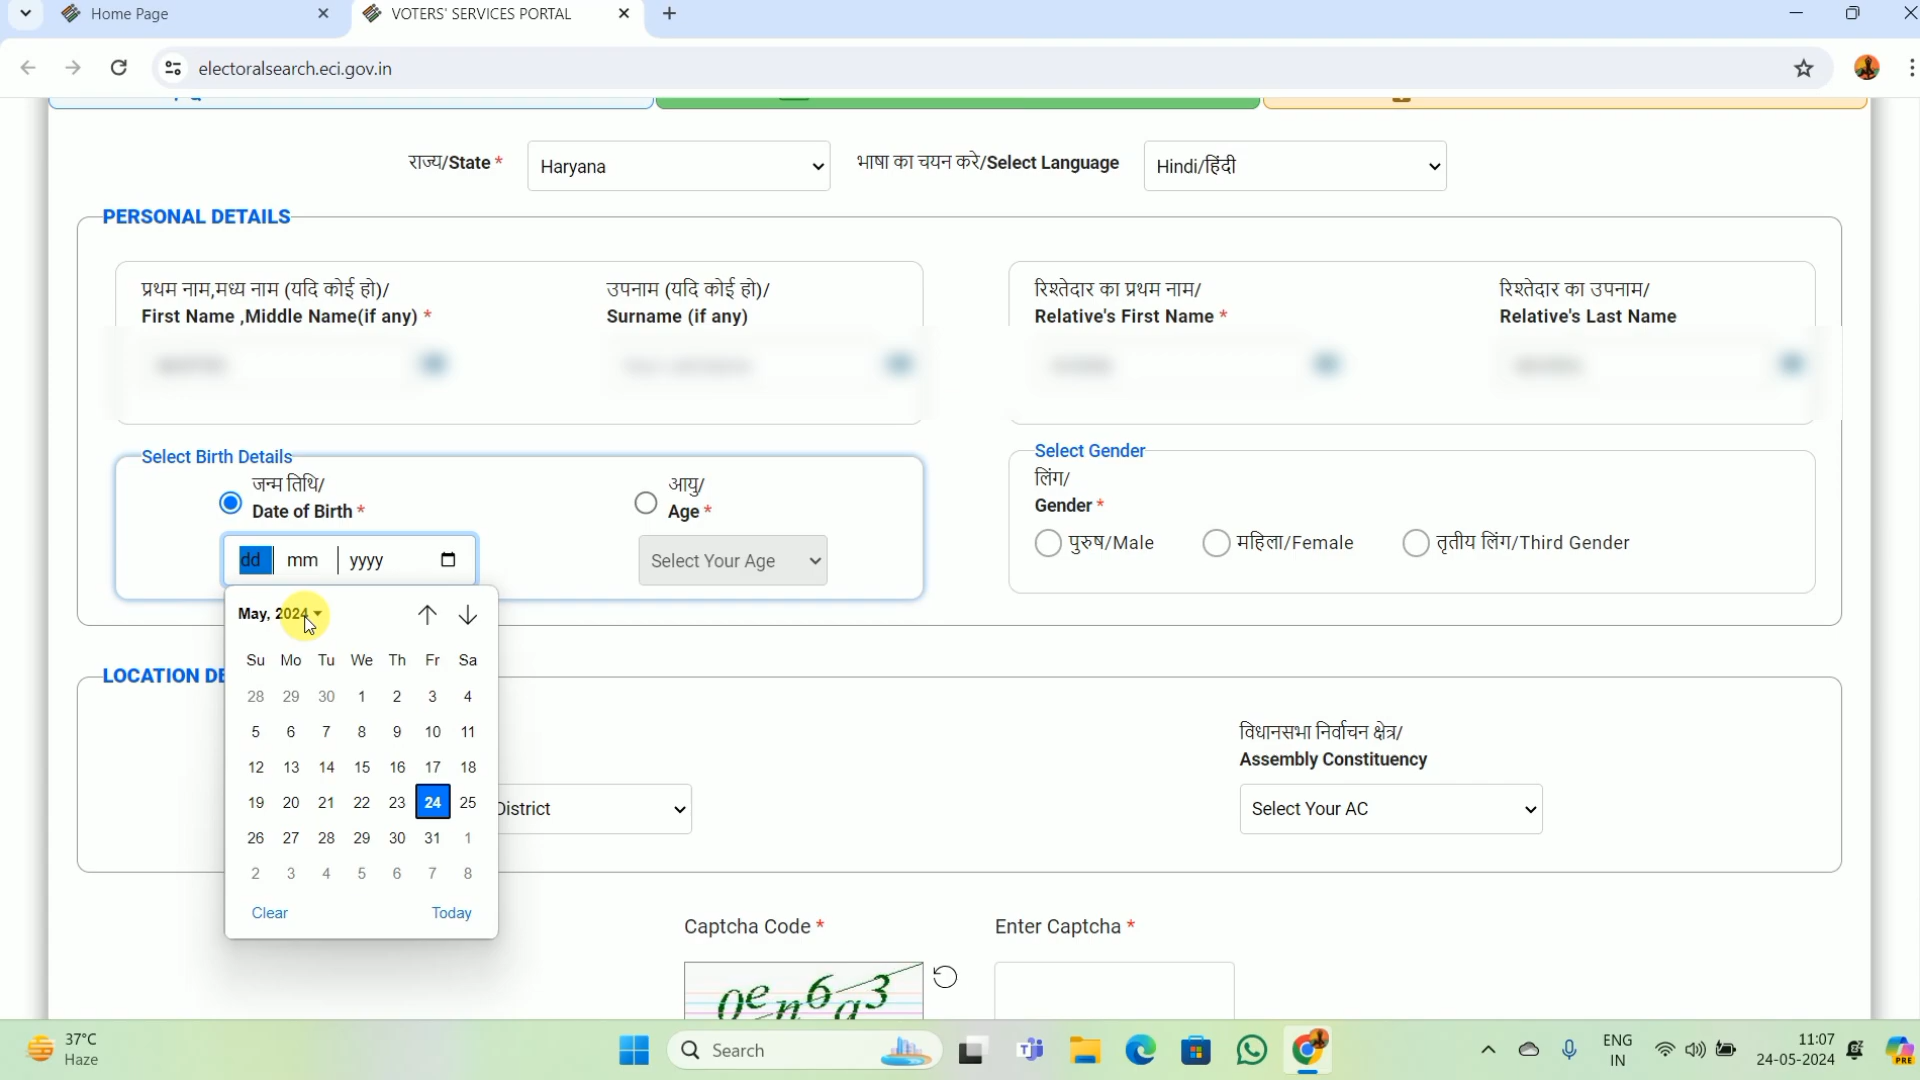 Home Page
VOTERS' SERVICES PORTAL
electoralsearch.eci.gov.in
राज्य/State *
Haryana
भाषा का चयन करे/Select Language
Hindi/हिंदी
PERSONAL DETAILS
प्रथम नाम,मध्य नाम (यदि कोई हो)/
First Name ,Middle Name(if any) *
उपनाम (यदि कोई हो)/
Surname (if any)
रिश्तेदार का प्रथम नाम/
Relative's First Name *
रिश्तेदार का उपनाम/
Relative's Last Name
Select Birth Details
जन्म तिथि/
Date of Birth *
आयु/
Age *
dd mm yyyy
Select Your Age
Select Gender
लिंग/
Gender *
पुरुष/Male
महिला/Female
तृतीय लिंग/Third Gender
May, 2024
Su Mo Tu We Th Fr Sa
28 29 30 1 2 3 4
5 6 7 8 9 10 11
12 13 14 15 16 17 18
19 20 21 22 23 24 25
26 27 28 29 30 31 1
2 3 4 5 6 7 8
Clear Today
LOCATION DE
District
विधानसभा निर्वाचन क्षेत्र/
Assembly Constituency
Select Your AC
Captcha Code *
Enter Captcha *
0en6a3
37°C
Haze
Search
ENG
IN
11:07
24-05-2024
PRE